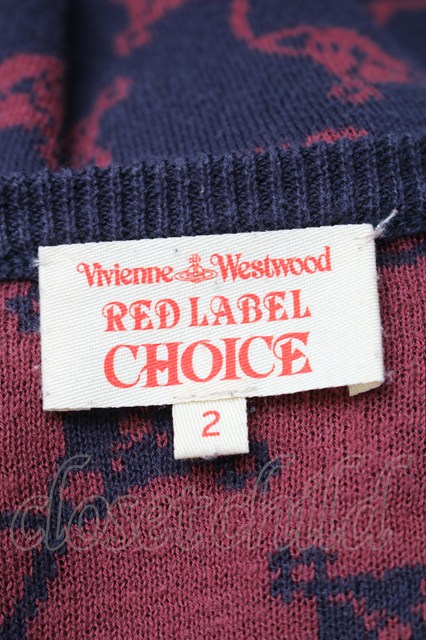 Vivienne Westwood
RED LABEL
CHOICE
2
closetchild